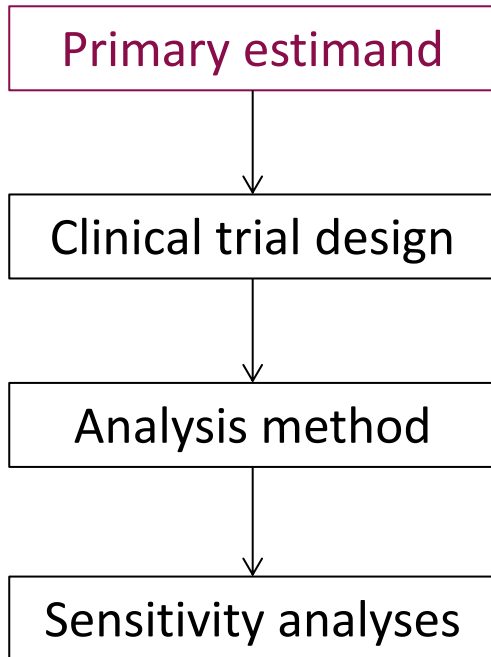 Primary estimand
Clinical trial design
Analysis method
Sensitivity analyses